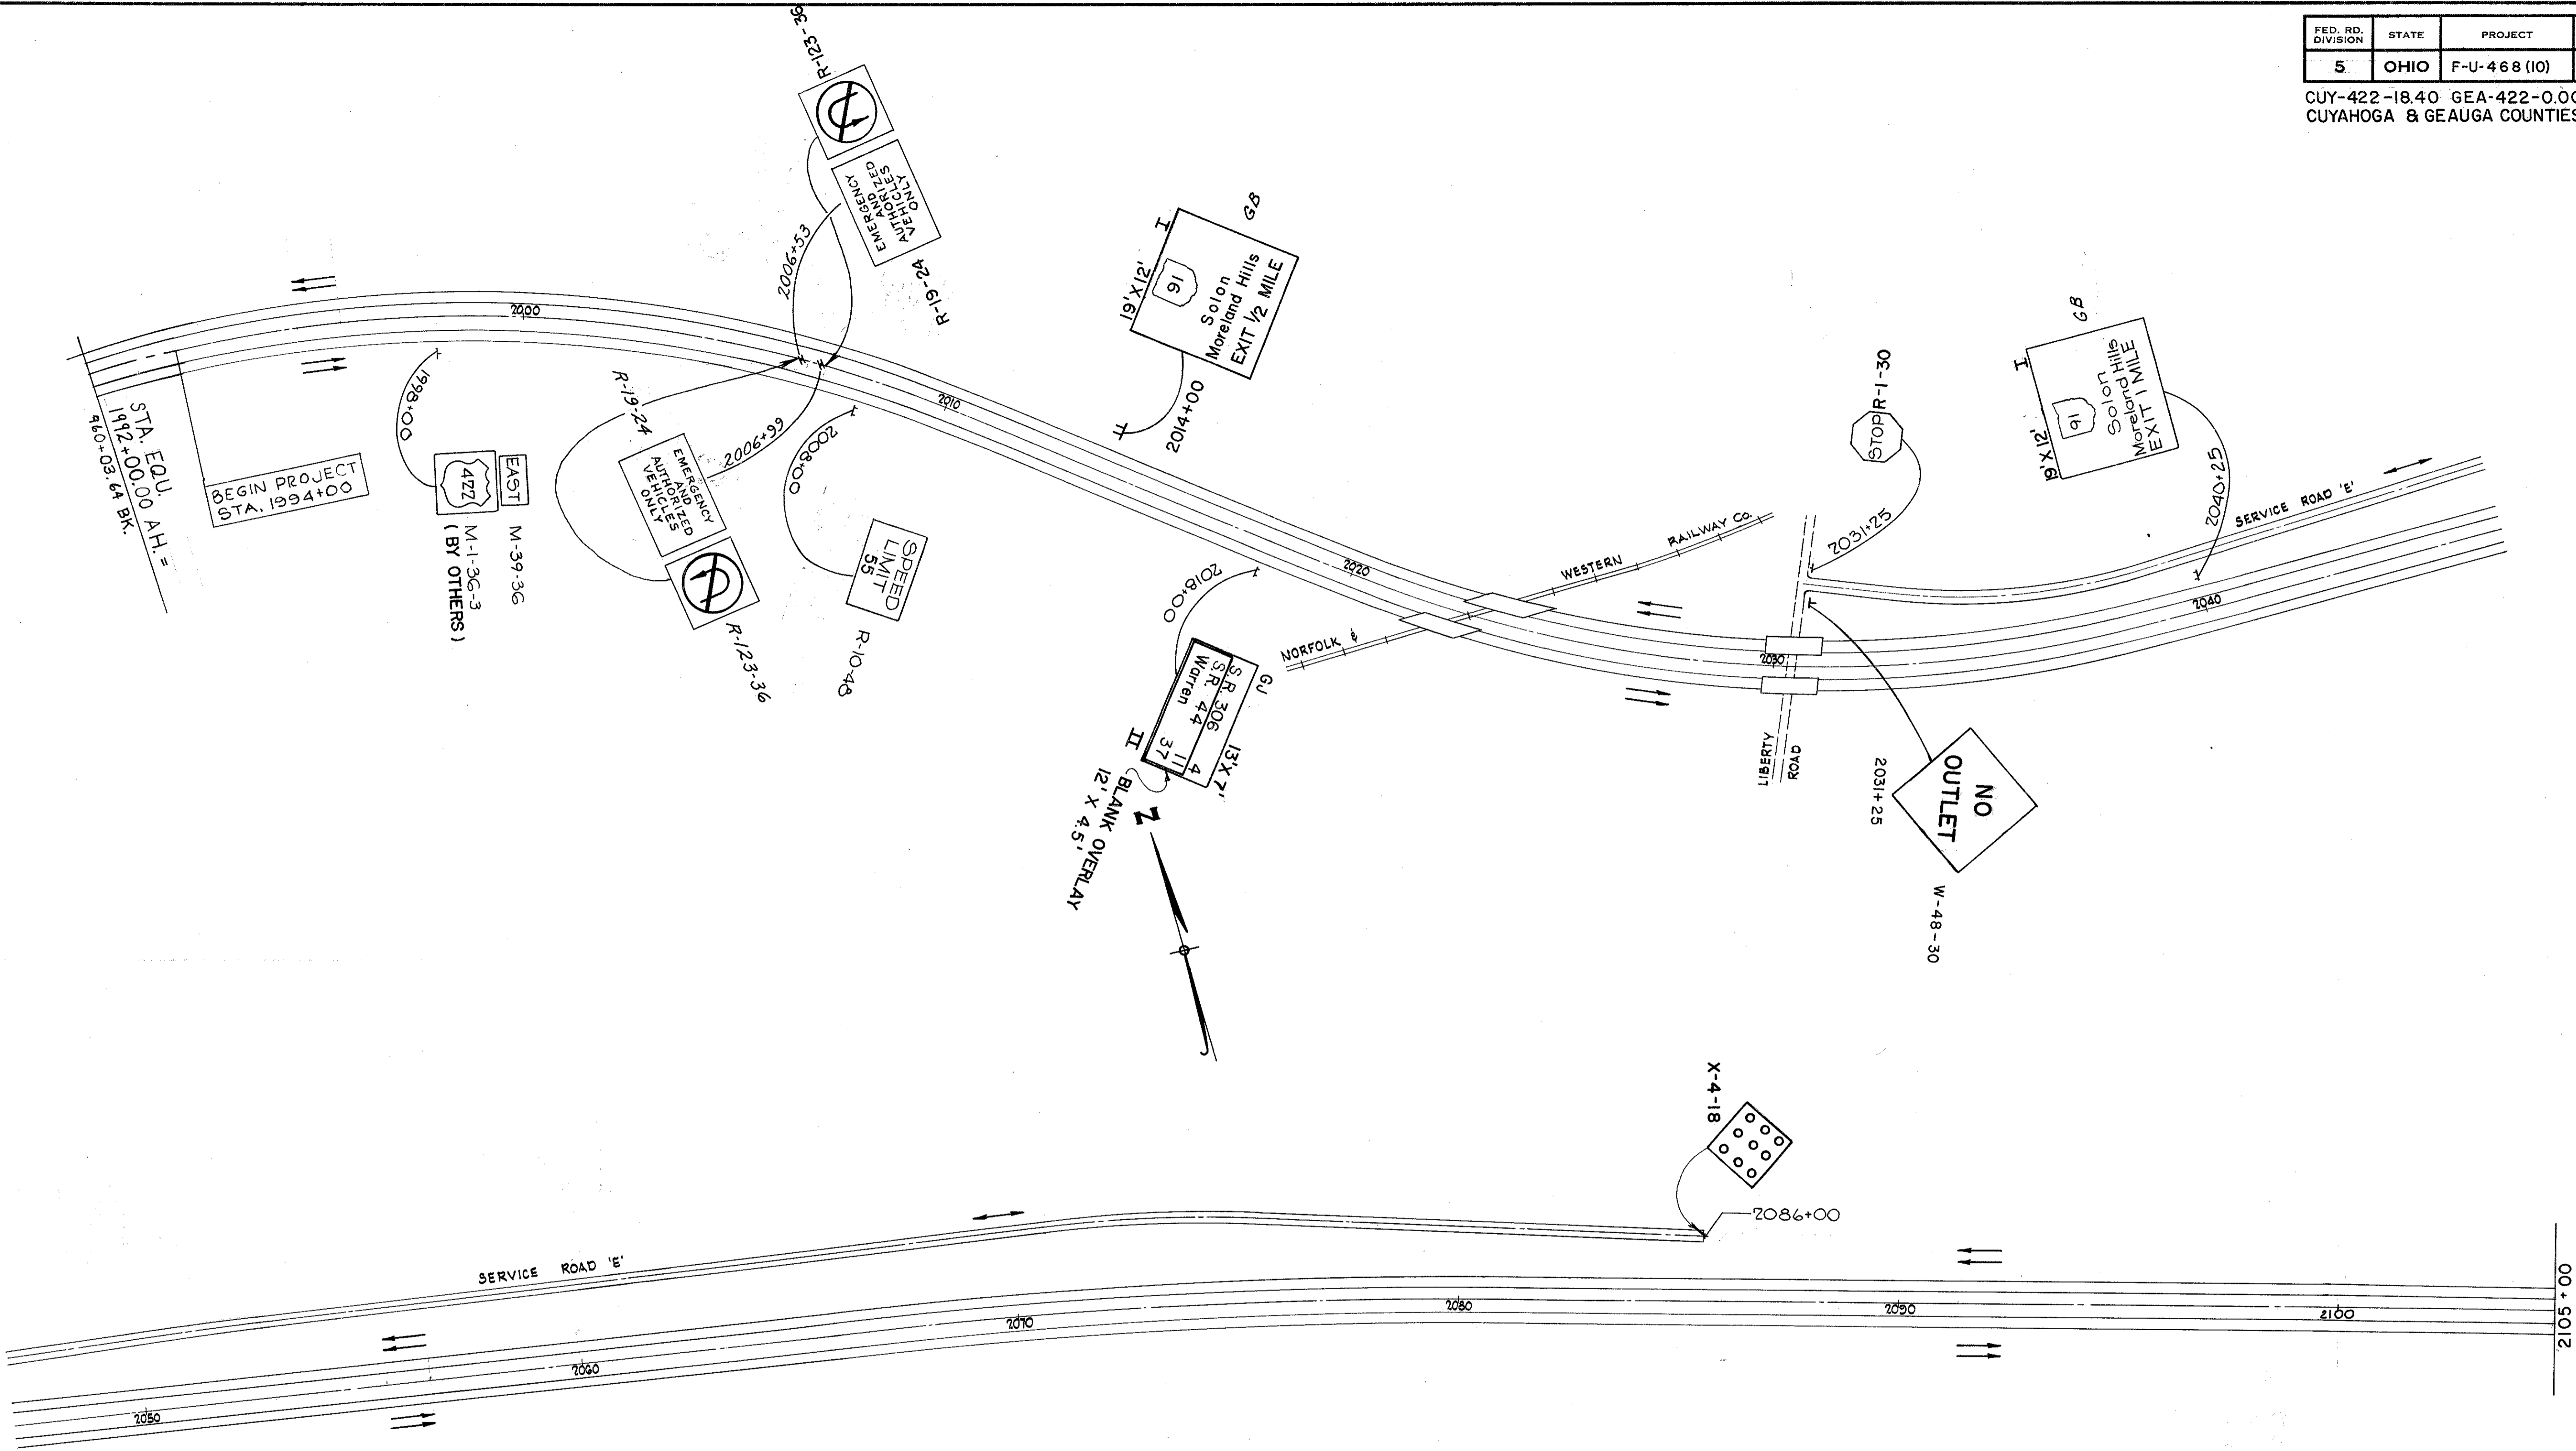 FED. RD. DIVISION STATE PROJECT
5 OHIO F-U-468 (10)
CUY-422-18.40 GEA-422-0.00
CUYAHOGA & GEAUGA COUNTIES
R-123-36
EMERGENCY
AND
AUTHORIZED
VEHICLES
ONLY
R-19-24
2006+53
GB
I
19'X12'
91
Solon
Moreland Hills
EXIT 1/2 MILE
2014+00
GB
I
19'X12'
91
Solon
Moreland Hills
EXIT 1 MILE
2040+25
STOP
R-1-30
2031+25
SERVICE ROAD 'E'
2000
2010
2020
2030
2040
STA. EQU.
1992+00.00 AH. =
960+03.64 BK.
BEGIN PROJECT
STA. 1994+00
1998+00
EAST
M-39-36
422
M-1-36-3
(BY OTHERS)
R-19-24
2006+99
EMERGENCY
AND
AUTHORIZED
VEHICLES
ONLY
R-123-36
2008+00
SPEED
LIMIT
55
R-10-48
2018+00
GJ
13'X7'
S.R. 306 4
S.R. 44 11
Warren 37
II
BLANK OVERLAY
12' X 4.5'
Z
NORFOLK &
WESTERN
RAILWAY CO.
LIBERTY
ROAD
NO
OUTLET
2031+25
W-48-30
X-4-18
2086+00
SERVICE ROAD 'E'
2050
2060
2070
2080
2090
2100
2105+00